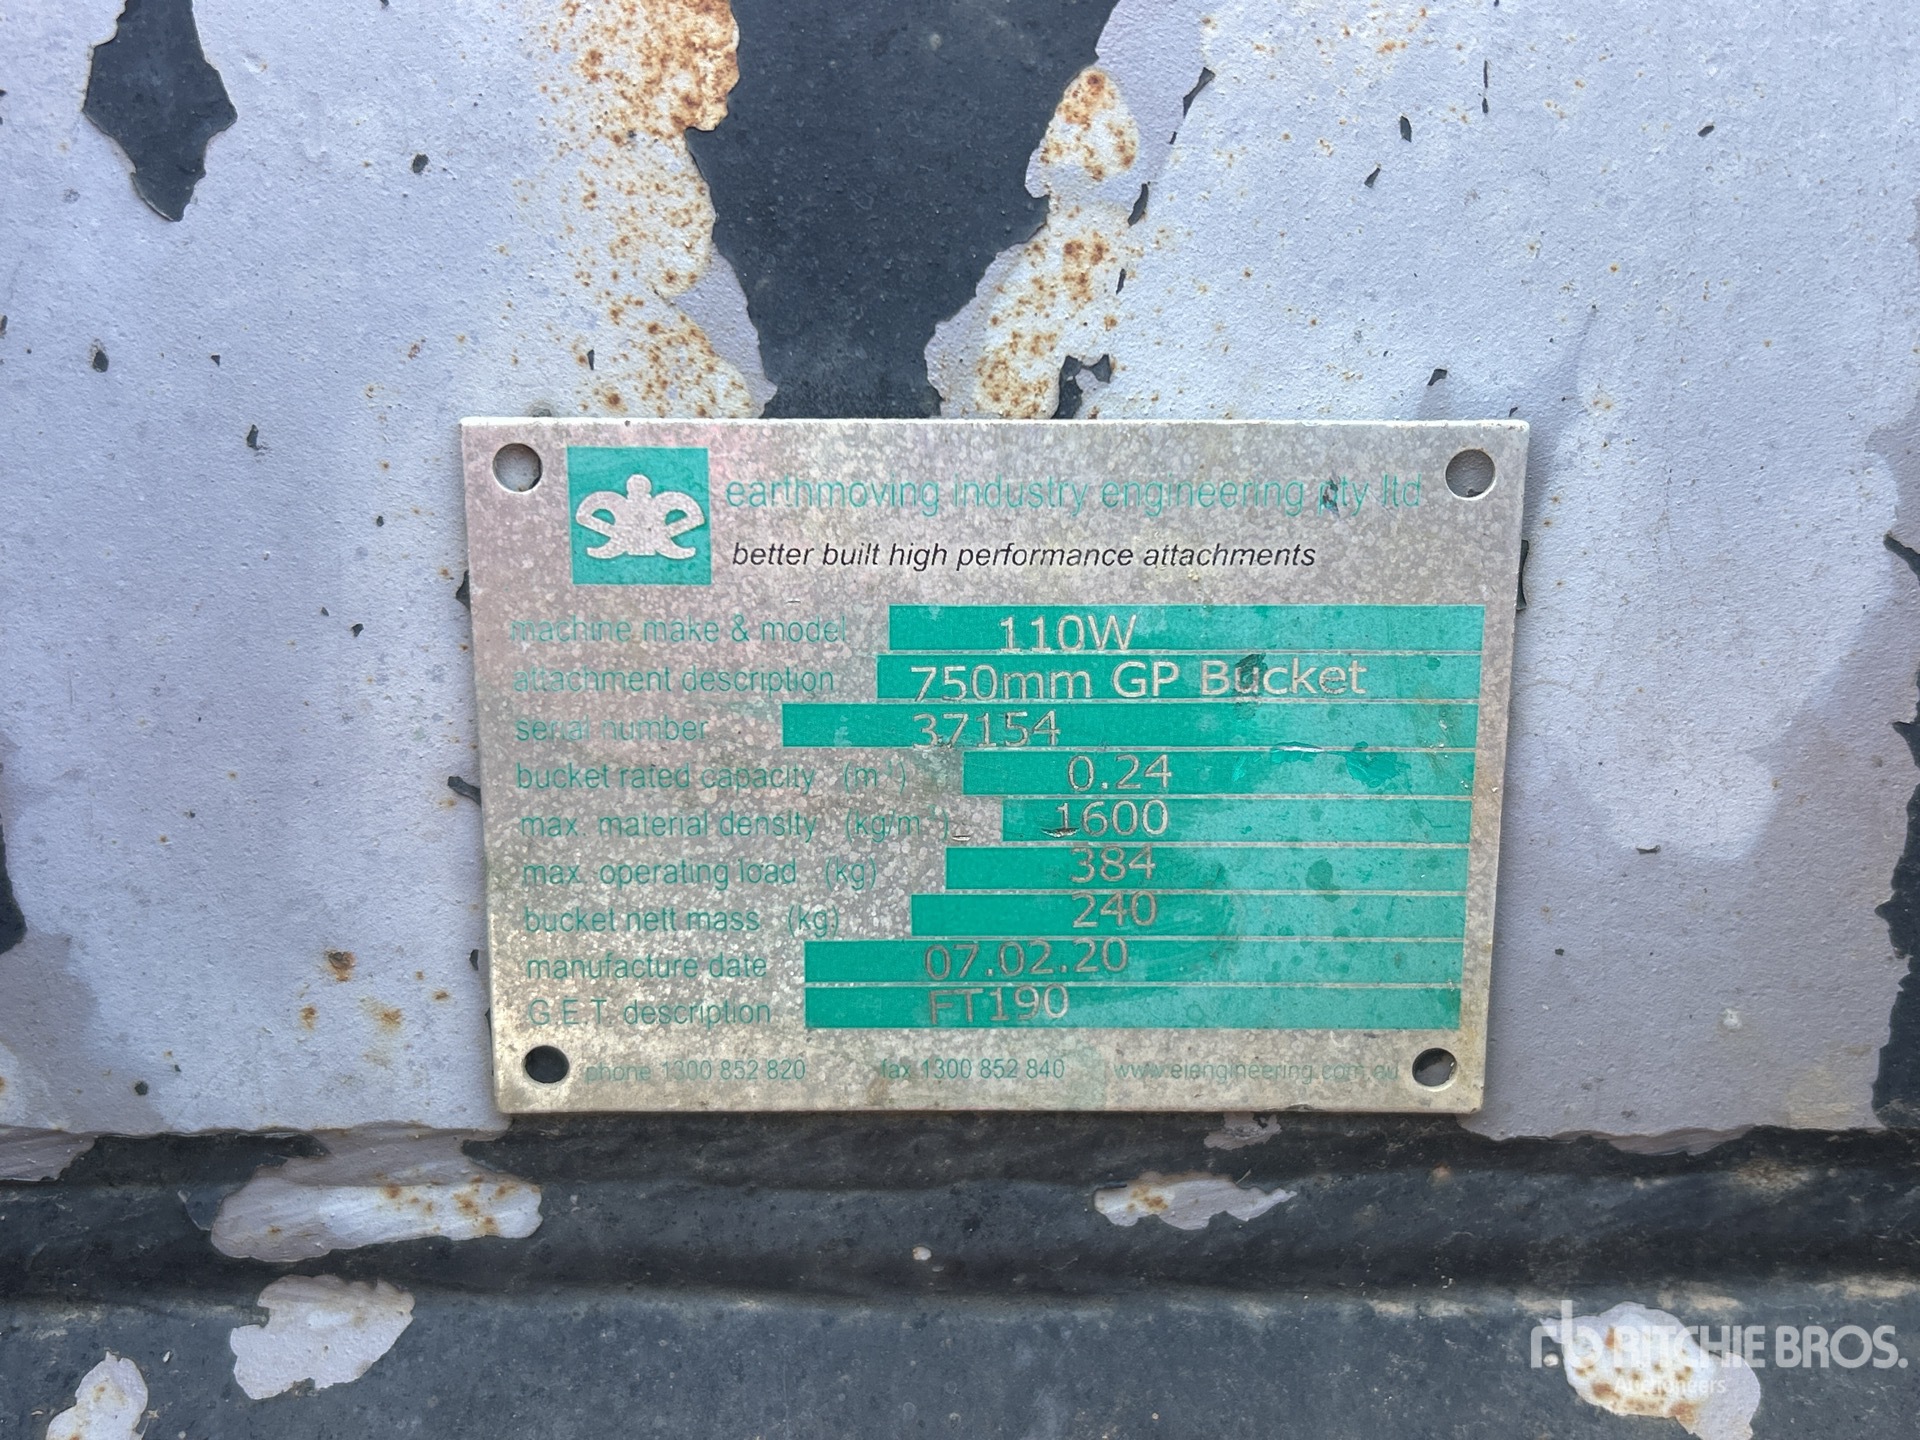 earthmoving industry engineering pty ltd
better built high performance attachments
machine make & model 110W
attachment description 750mm GP Bucket
serial number 37154
bucket rated capacity (m³) 0.24
max. material density (kg/m³) 1600
max. operating load (kg) 384
bucket nett mass (kg) 240
manufacture date 07.02.20
G.E.T. description FT190
phone 1300 852 820 fax 1300 852 840 www.eiengineering.com.au
rb RITCHIE BROS.
Auctioneers